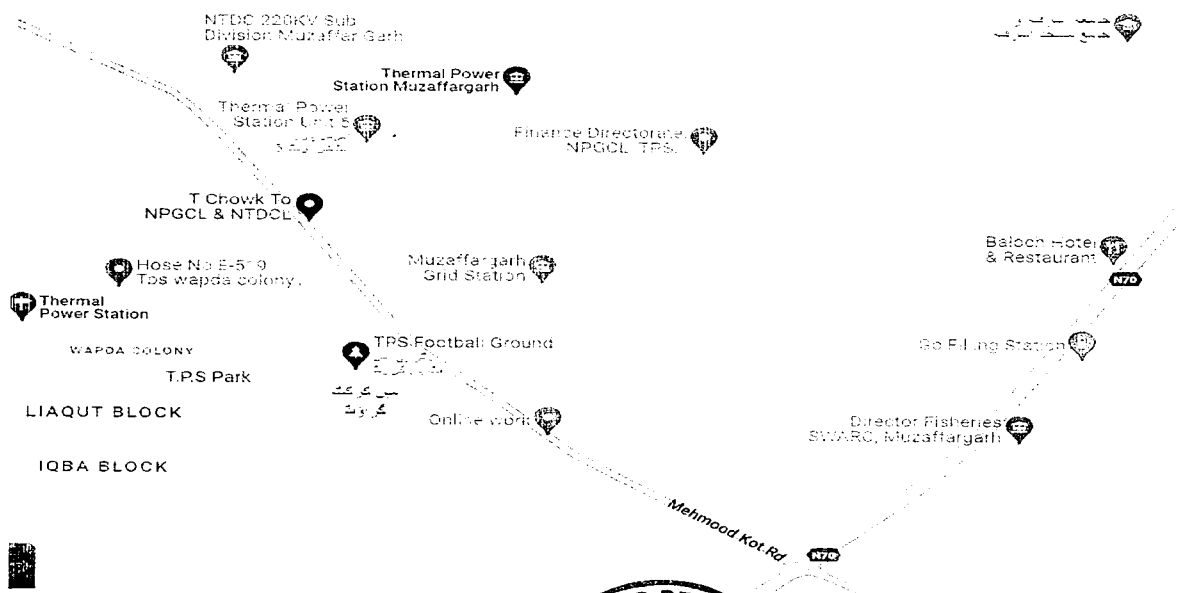 NTDC 220KV Sub
Division Muzaffar Garh
Thermal Power
Station Muzaffargarh
Thermal Power
Station Unit 5
Finance Directorate,
NPGCL, TPS.
T Chowk To
NPGCL & NTDCL
Baloch Hotel
& Restaurant
N70
Muzaffargarh
Grid Station
Hose No E-519
Tps wapda colony,
Thermal
Power Station
TPS Football Ground
WAPDA COLONY
T.P.S Park
Go Filling Station
LIAQUT BLOCK
Online work
Director Fisheries
SWARC, Muzaffargarh
IQBA BLOCK
Mehmood Kot Rd
N70